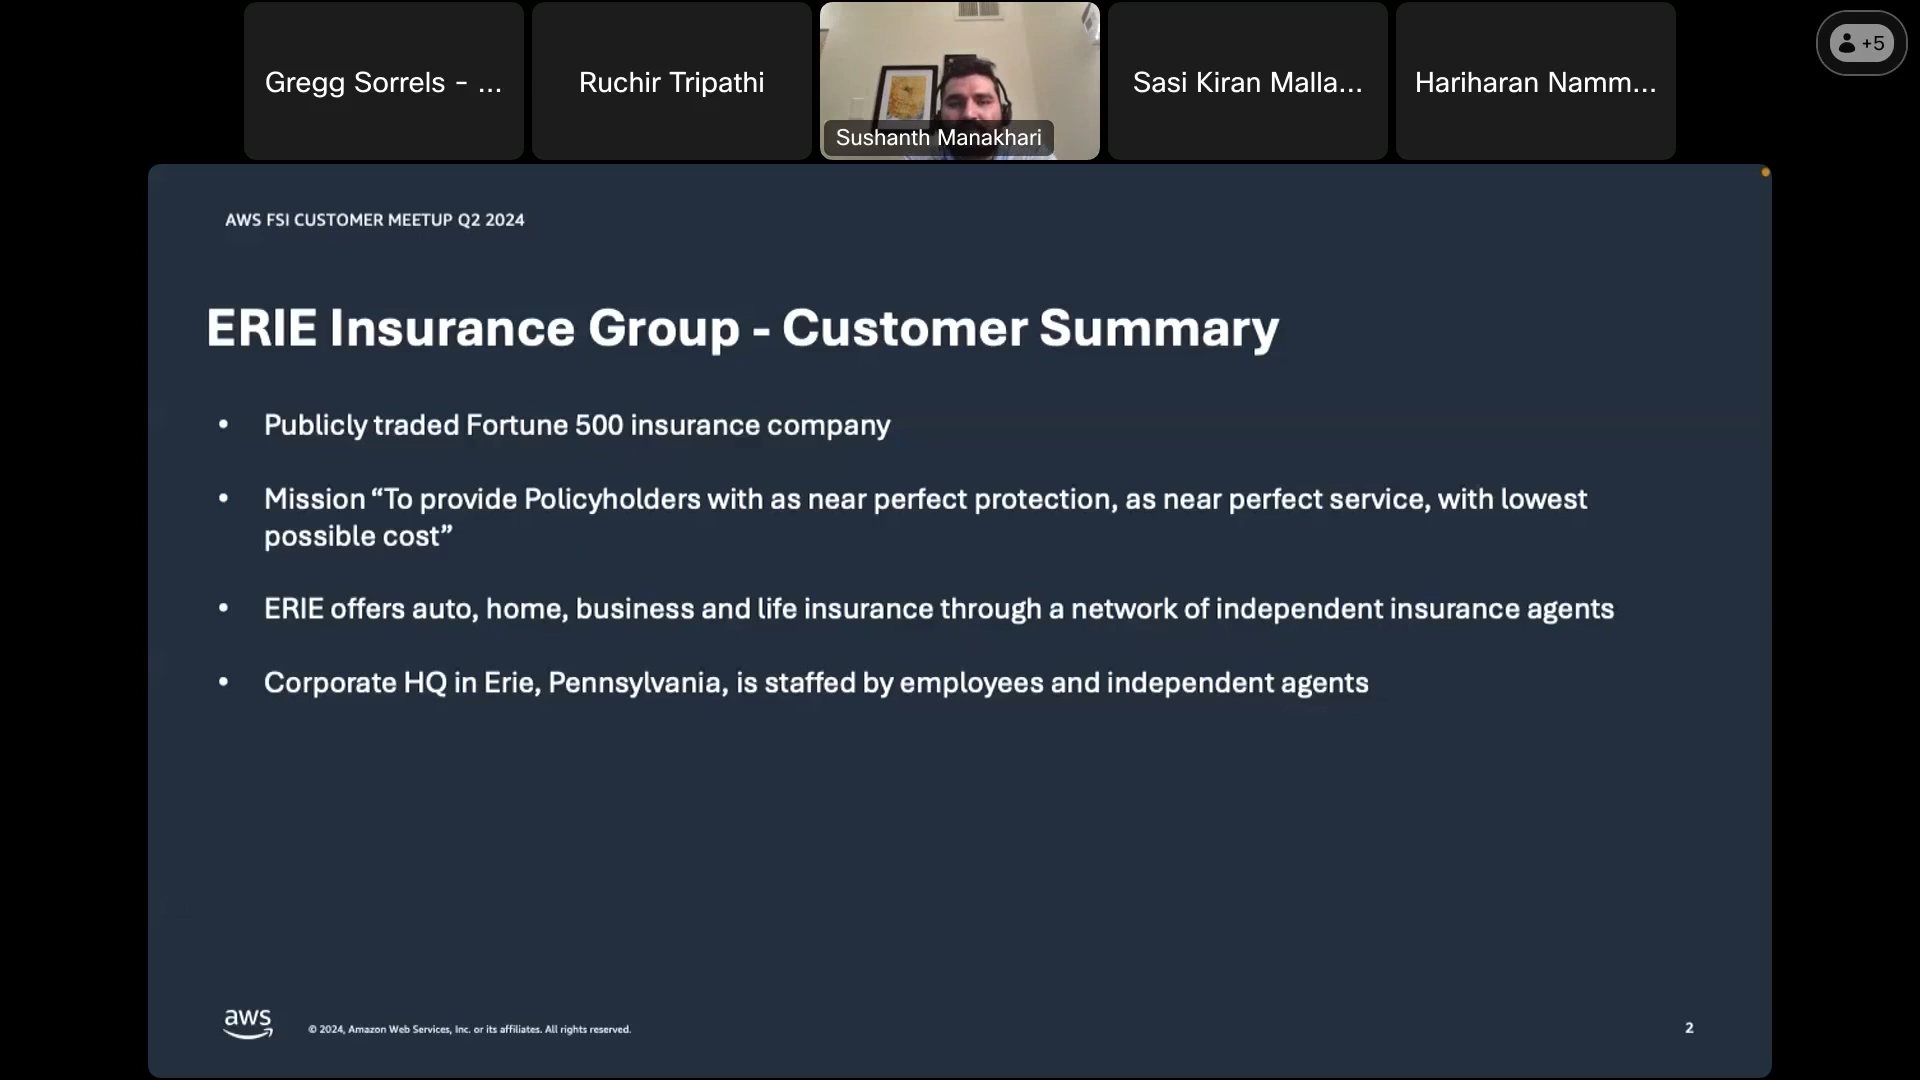 Gregg Sorrels - ...
Ruchir Tripathi
Sushanth Manakhari
Sasi Kiran Malla...
Hariharan Namm...
+5
AWS FSI CUSTOMER MEETUP Q2 2024
ERIE Insurance Group - Customer Summary
• Publicly traded Fortune 500 insurance company
• Mission “To provide Policyholders with as near perfect protection, as near perfect service, with lowest
possible cost”
• ERIE offers auto, home, business and life insurance through a network of independent insurance agents
• Corporate HQ in Erie, Pennsylvania, is staffed by employees and independent agents
aws
© 2024, Amazon Web Services, Inc. or its affiliates. All rights reserved.
2